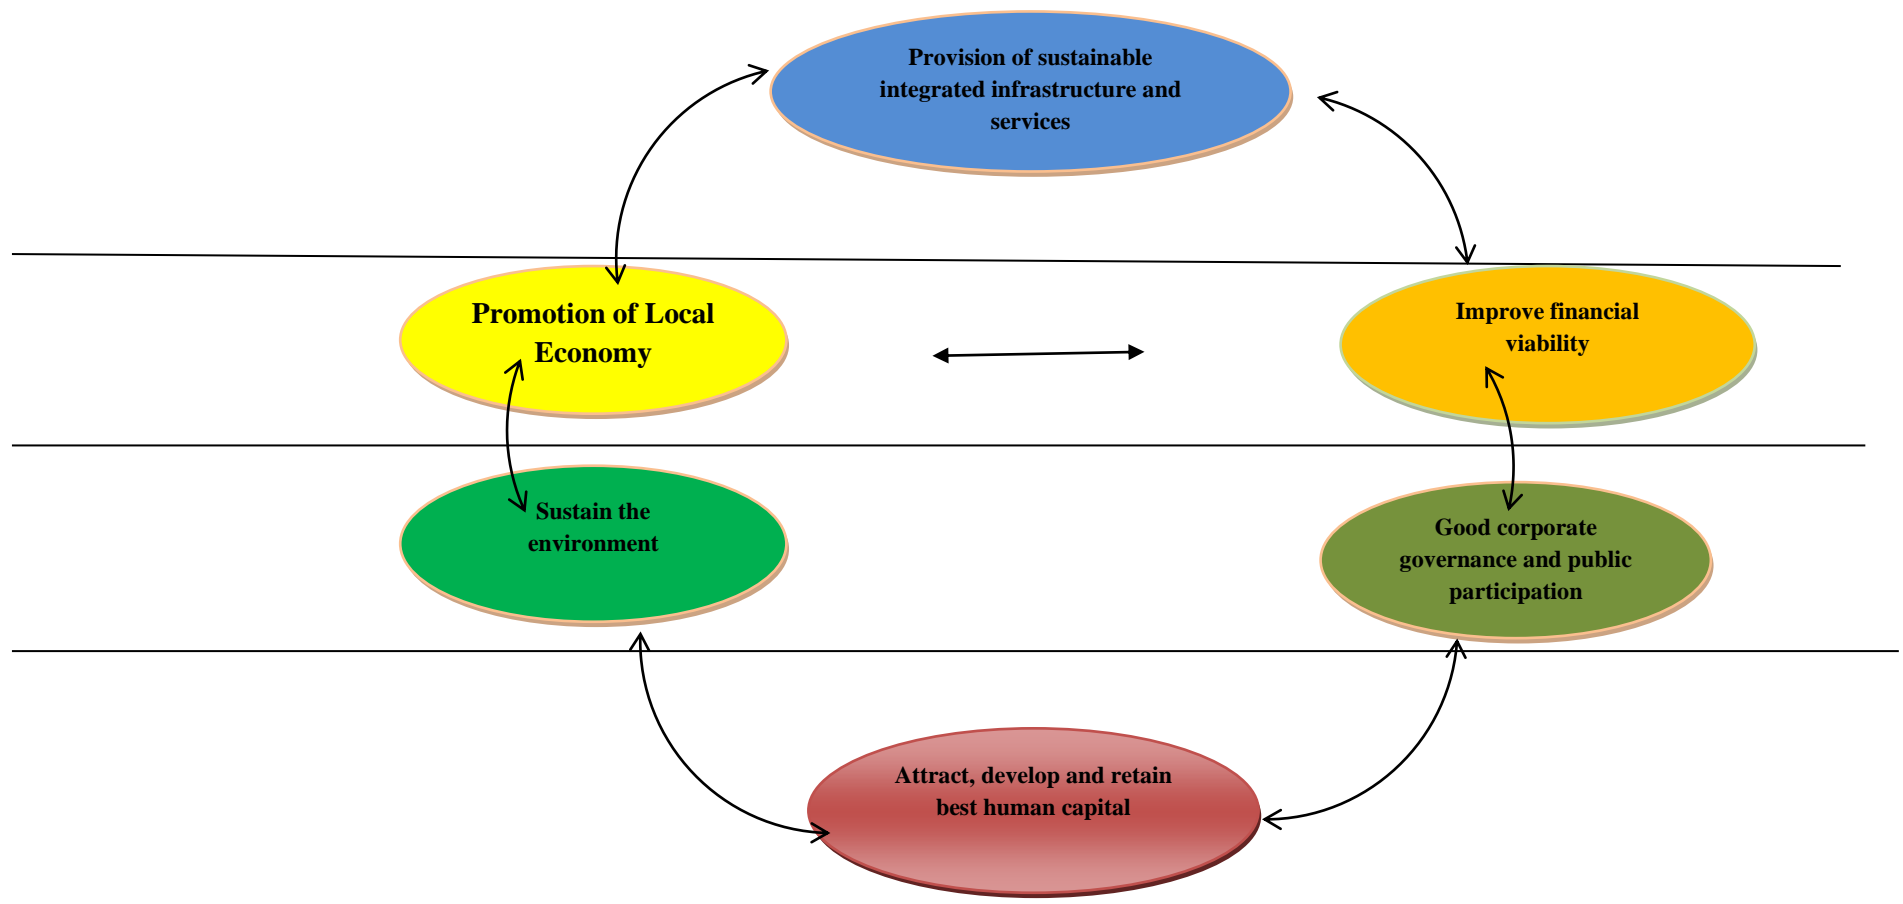 Provision of sustainable
integrated infrastructure and
services
Promotion of Local
Economy
Improve financial
viability
Sustain the
environment
Good corporate
governance and public
participation
Attract, develop and retain
best human capital